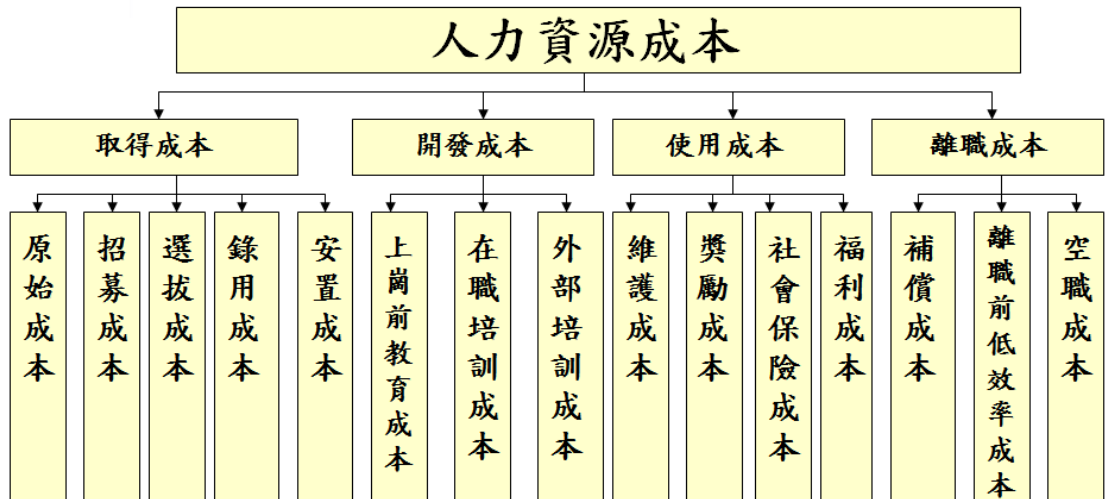 人力資源成本
取得成本
開發成本
使用成本
離職成本
原始成本
招募成本
選拔成本
錄用成本
安置成本
上崗前教育成本
在職培訓成本
外部培訓成本
維護成本
獎勵成本
社會保險成本
福利成本
補償成本
離職前低效率成本
空職成本